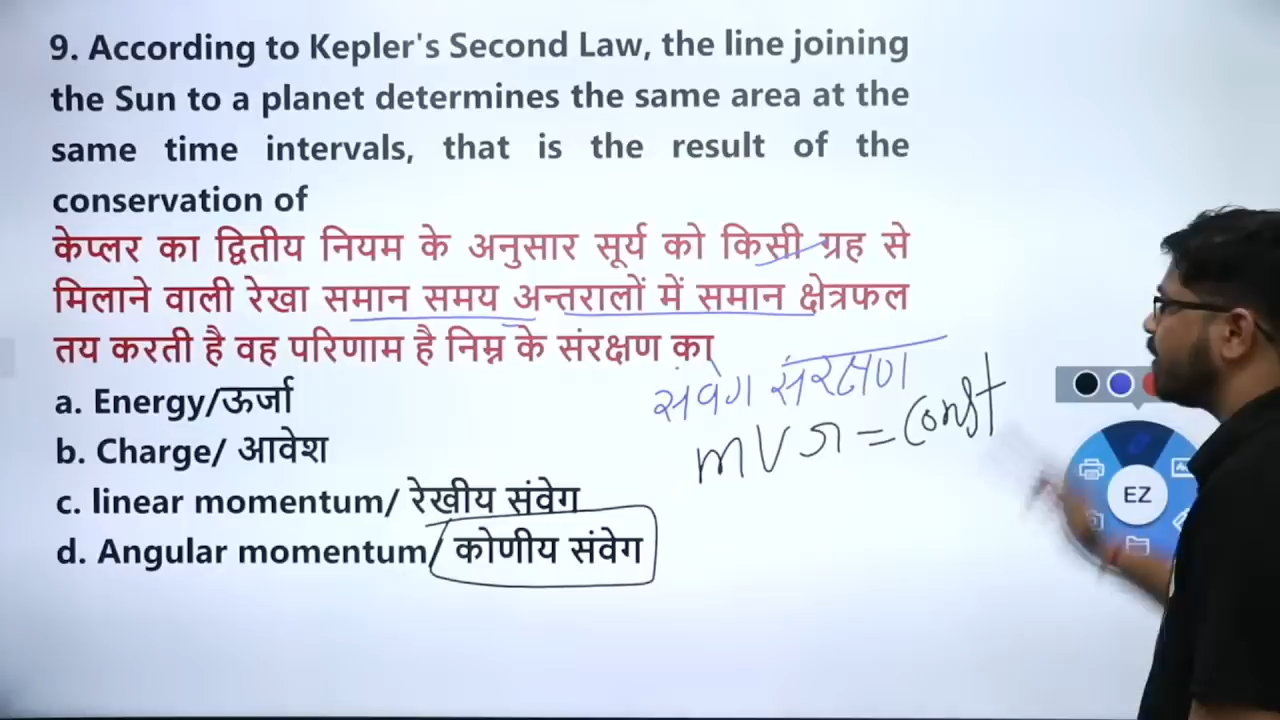 9. According to Kepler's Second Law, the line joining
the Sun to a planet determines the same area at the
same time intervals, that is the result of the
conservation of
केप्लर का द्वितीय नियम के अनुसार सूर्य को किसी ग्रह से
मिलाने वाली रेखा समान समय अन्तरालों में समान क्षेत्रफल
तय करती है वह परिणाम है निम्न के संरक्षण का
संवेग संरक्षण
a. Energy/ऊर्जा
mvr = Const
b. Charge/ आवेश
c. linear momentum/ रेखीय संवेग
EZ
d. Angular momentum/ कोणीय संवेग